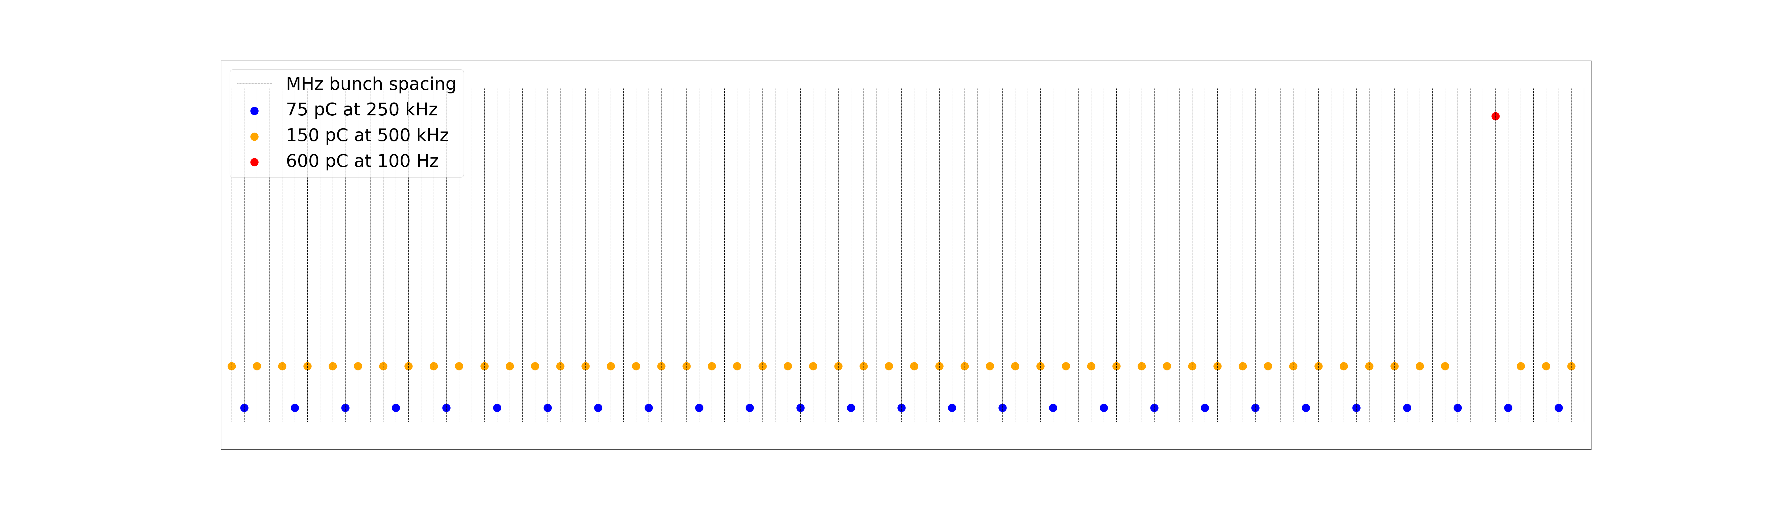 MHz bunch spacing
75 pC at 250 kHz
150 pC at 500 kHz
600 pC at 100 Hz